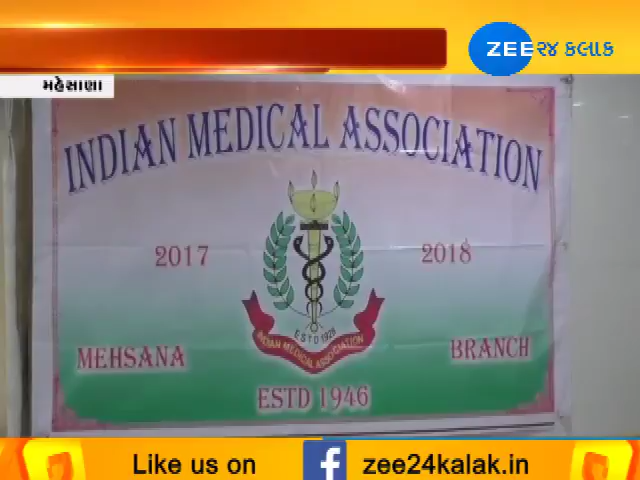 ZEE ૨૪ કલાક
મહેસાણા
INDIAN MEDICAL ASSOCIATION
2017
2018
ESTD 1928
INDIAN MEDICAL ASSOCIATION
MEHSANA
BRANCH
ESTD 1946
Like us on
f zee24kalak.in